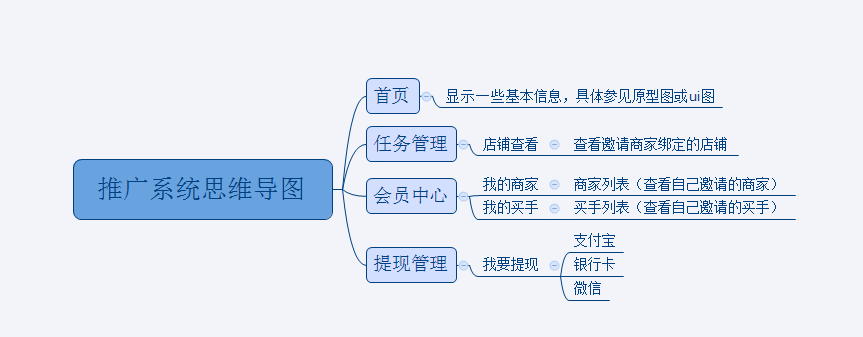 推广系统思维导图
首页
显示一些基本信息，具体参见原型图或ui图
任务管理
店铺查看
查看邀请商家绑定的店铺
会员中心
我的商家
商家列表（查看自己邀请的商家）
我的买手
买手列表（查看自己邀请的买手）
提现管理
我要提现
支付宝
银行卡
微信